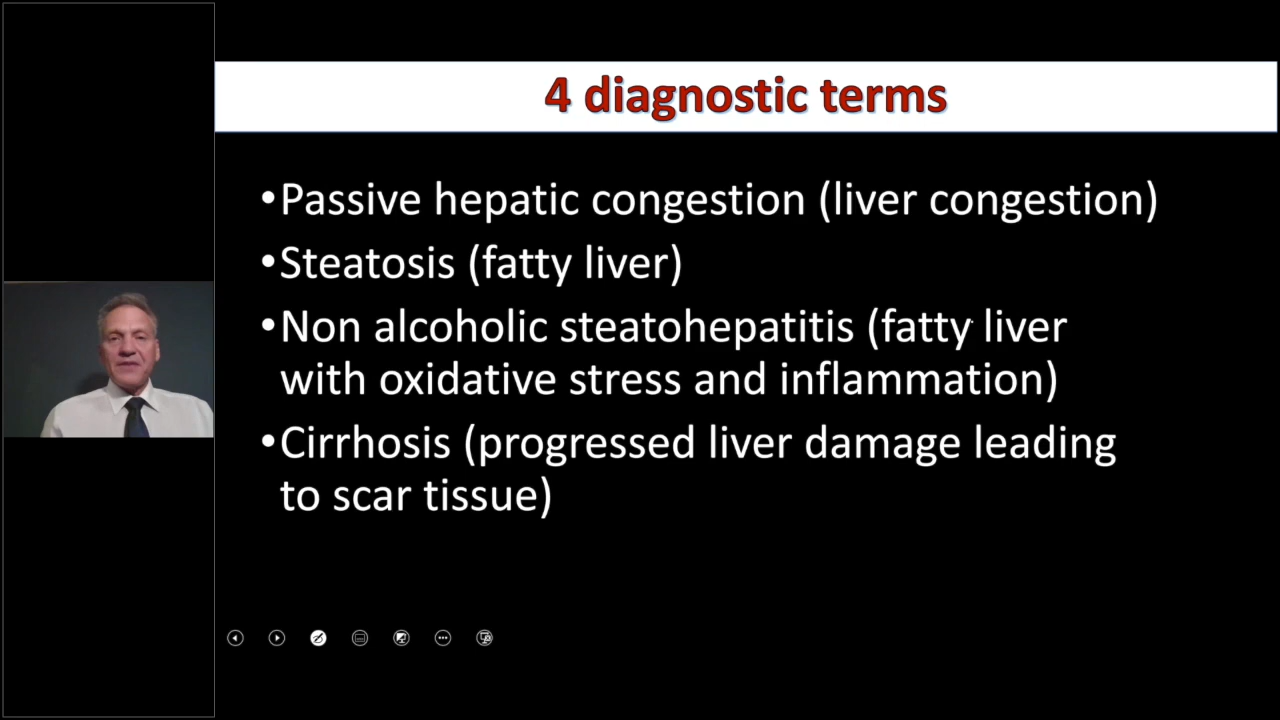 4 diagnostic terms
•Passive hepatic congestion (liver congestion)
•Steatosis (fatty liver)
•Non alcoholic steatohepatitis (fatty liver
with oxidative stress and inflammation)
•Cirrhosis (progressed liver damage leading
to scar tissue)